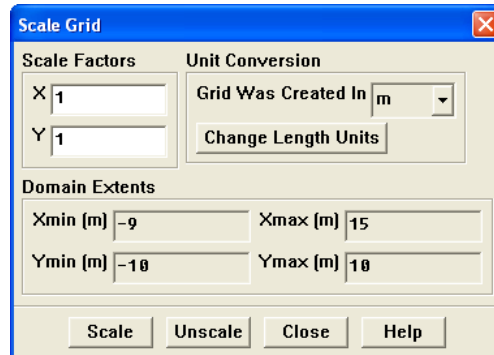 Scale Grid
Scale Factors
X 1
Y 1
Unit Conversion
Grid Was Created In m
Change Length Units
Domain Extents
Xmin (m) -9 Xmax (m) 15
Ymin (m) -10 Ymax (m) 10
Scale Unscale Close Help